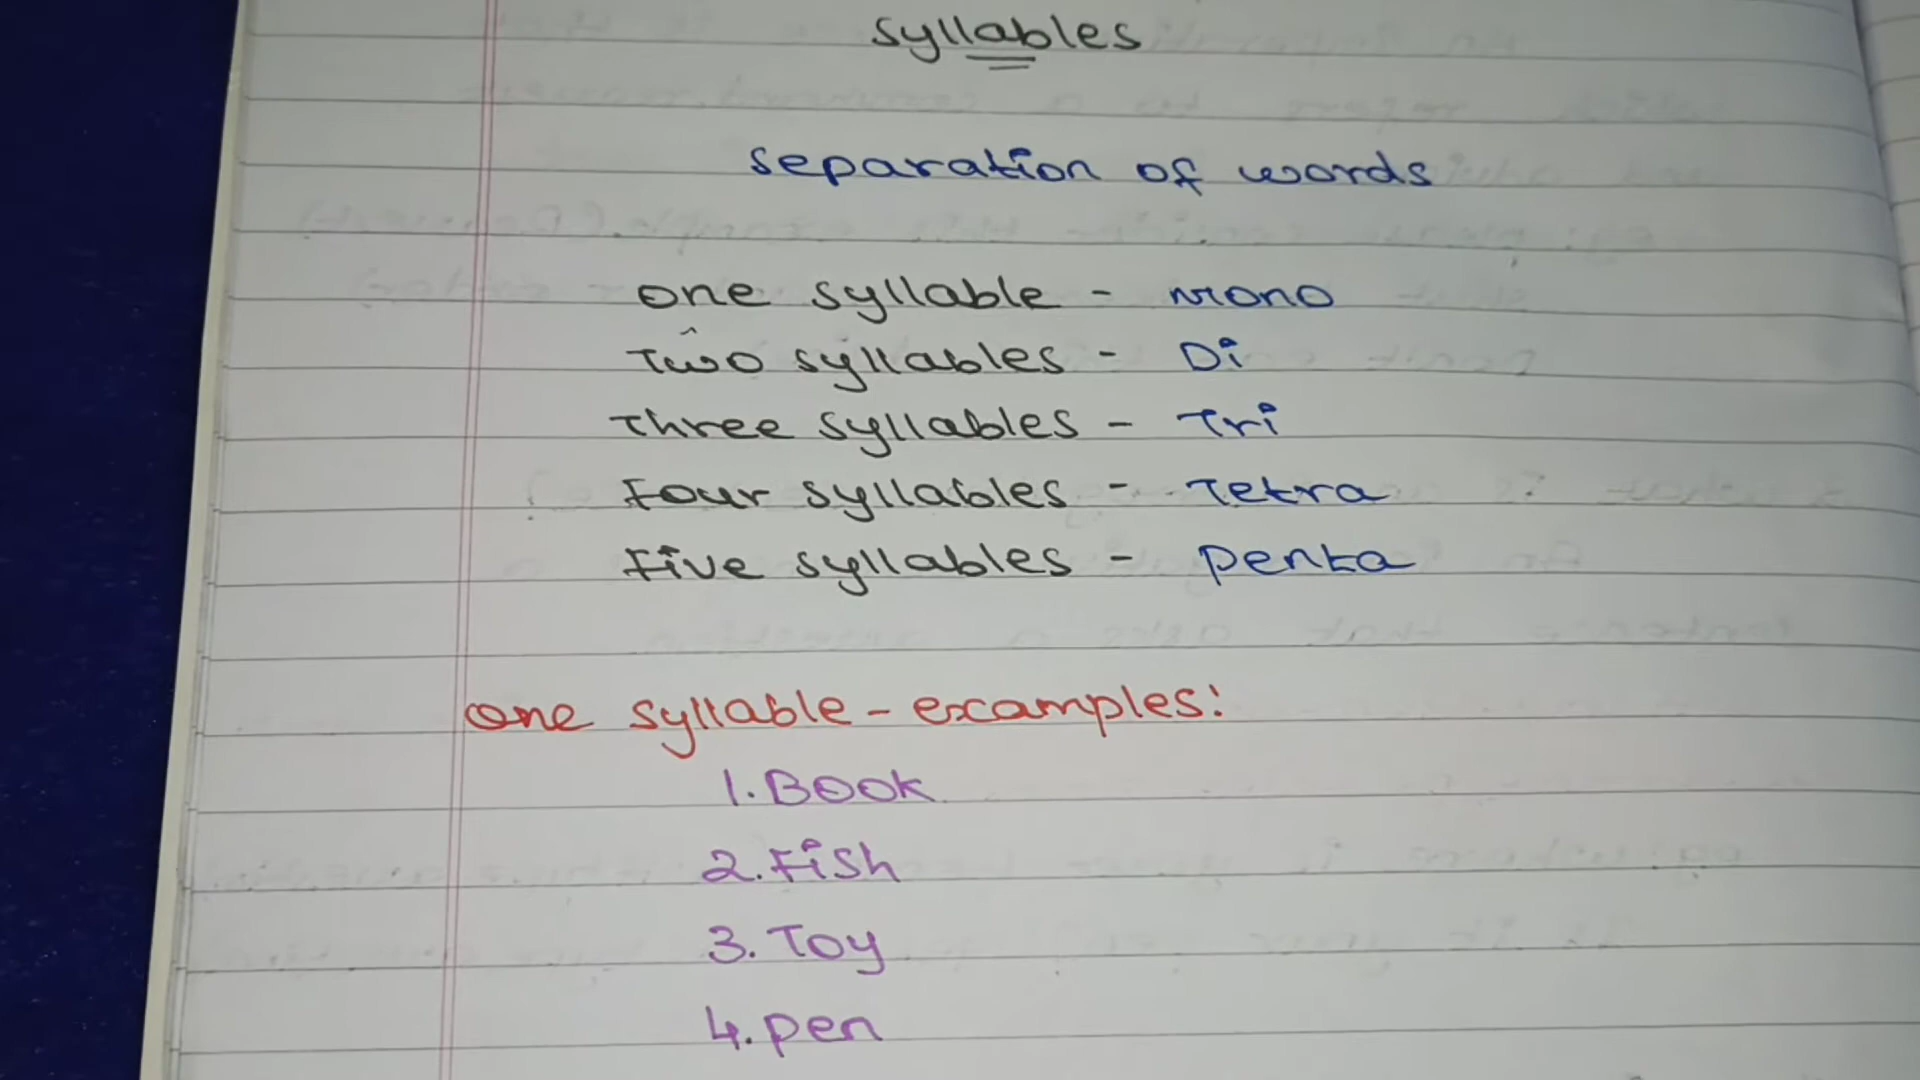 syllables
separation of words
one syllable - mono
Two syllables - Di
Three syllables - Tri
Four syllables - Tetra
Five syllables - penta
one syllable - examples:
1. Book
2. Fish
3. Toy
4. pen